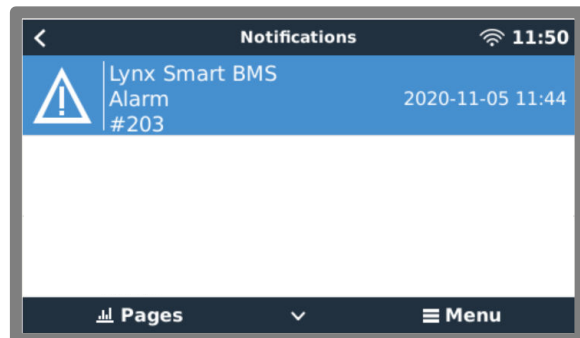 Notifications 11:50
Lynx Smart BMS
Alarm 2020-11-05 11:44
#203
Pages Menu